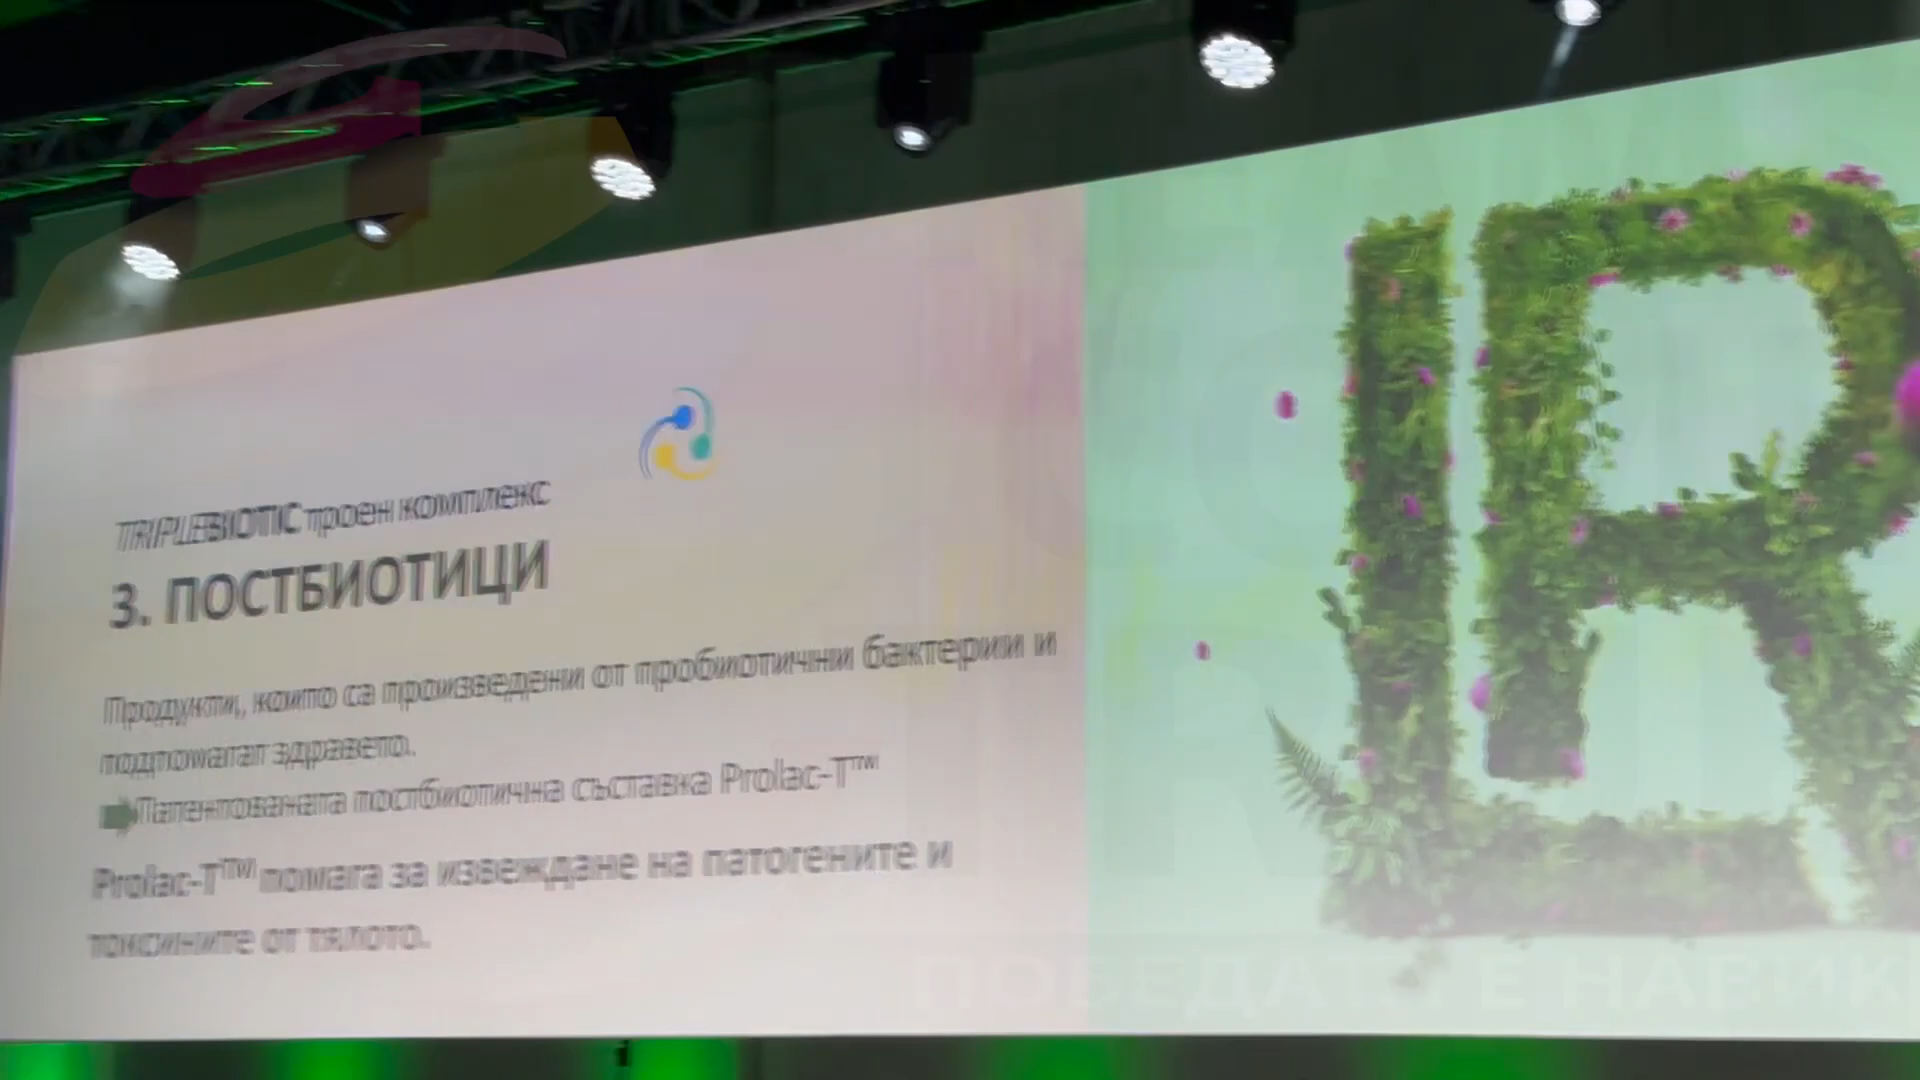 TRIPLEBIOTIC троен комплекс
3. ПОСТБИОТИЦИ
Продукти, които са произведени от пробиотични бактерии и
подпомагат здравето.
Патентованата постбиотична съставка Prolac-T™
Prolac-T™ помага за извеждане на патогените и
токсините от тялото.
LR